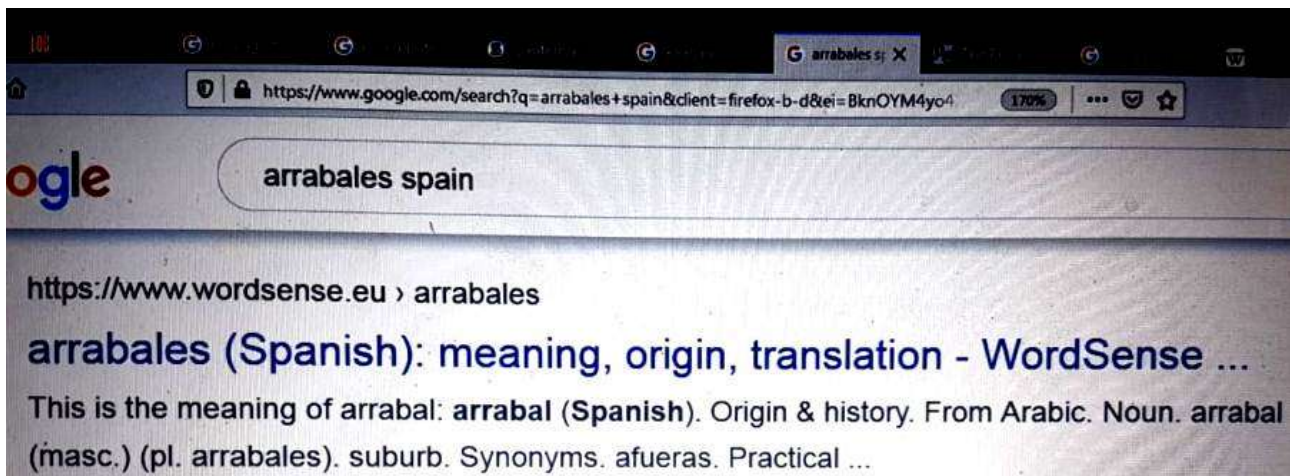 arrabales sp
https://www.google.com/search?q=arrabales+spain&client=firefox-b-d&ei=BknOYM4yo4
170%
ogle
arrabales spain
https://www.wordsense.eu › arrabales
arrabales (Spanish): meaning, origin, translation - WordSense ...
This is the meaning of arrabal: arrabal (Spanish). Origin & history. From Arabic. Noun. arrabal
(masc.) (pl. arrabales). suburb. Synonyms. afueras. Practical ...